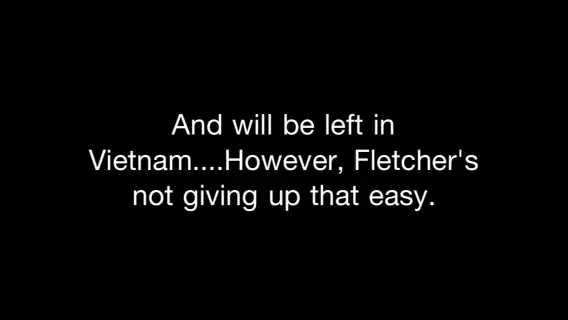 And will be left in
Vietnam....However, Fletcher's
not giving up that easy.